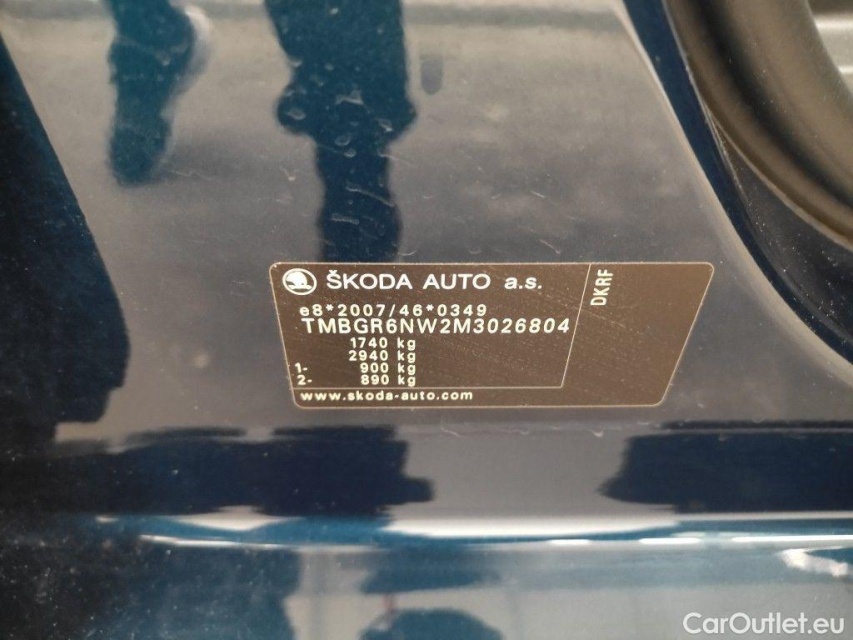 ŠKODA AUTO a.s.
DKRF
e8*2007/46*0349
TMBGR6NW2M3026804
1740 kg
2940 kg
1- 900 kg
2- 890 kg
www.skoda-auto.com
CarOutlet.eu